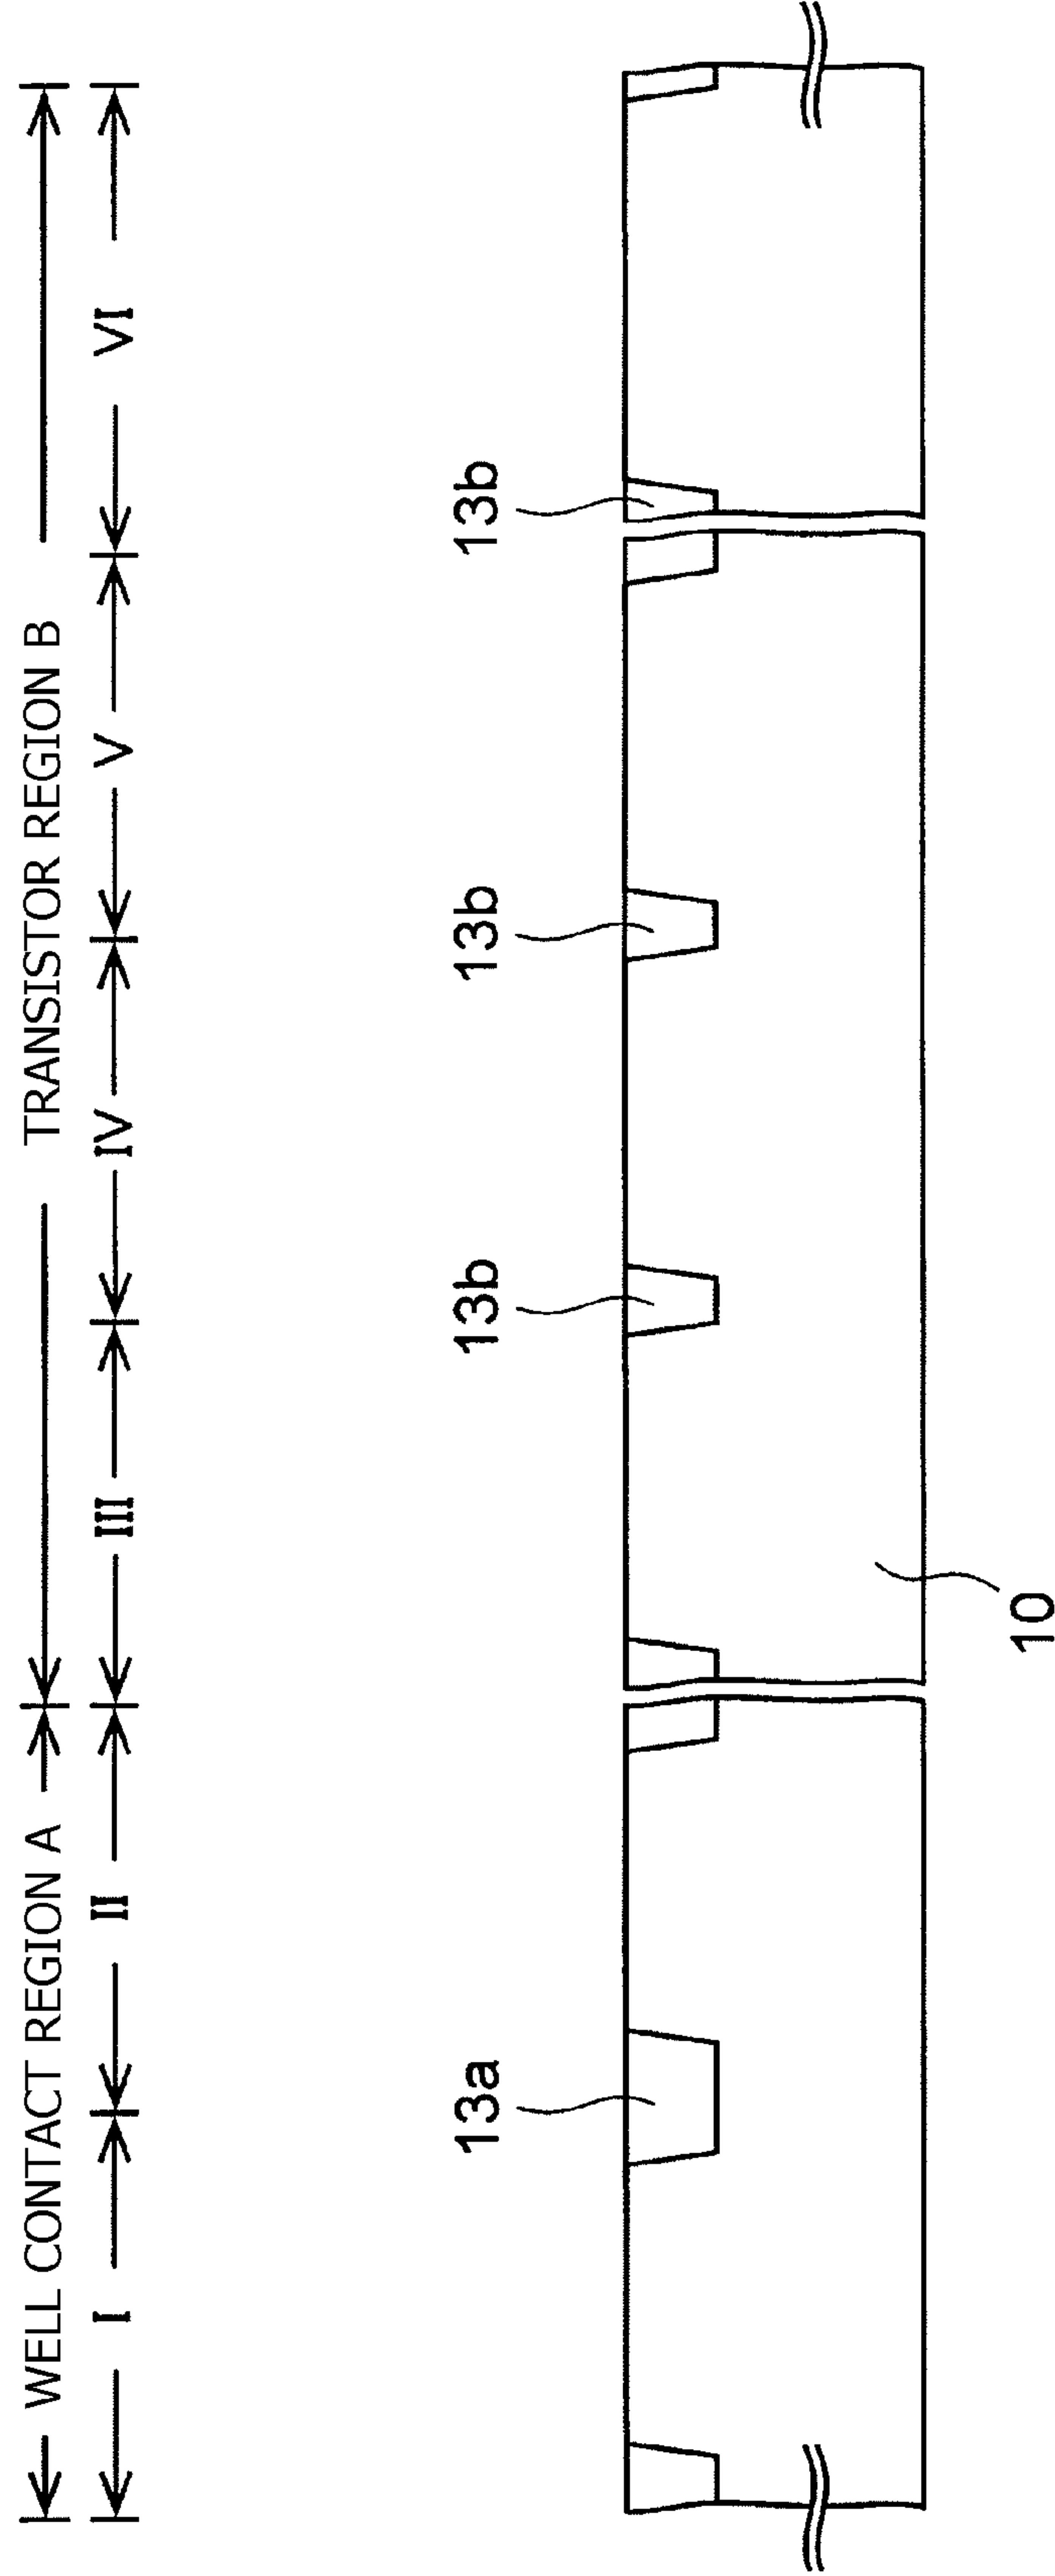 WELL CONTACT REGION A TRANSISTOR REGION B
I II III IV V VI
13a 13b 13b 13b
10